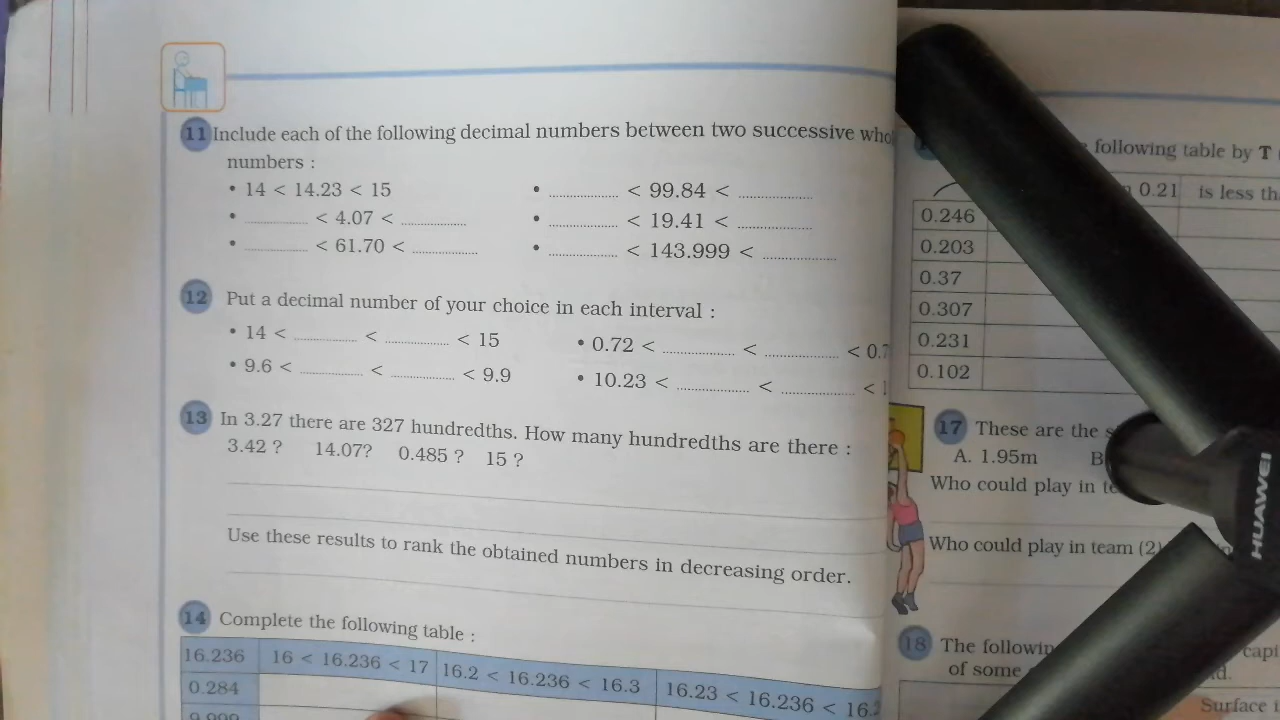 11 Include each of the following decimal numbers between two successive
numbers :
• 14 < 14.23 < 15
• ............ < 4.07 < ............
• ............ < 61.70 < ............
• ............ < 99.84 < ............
• ............ < 19.41 < ............
• ............ < 143.999 < ............
12 Put a decimal number of your choice in each interval :
• 14 < ............ < ............ < 15
• 9.6 < ............ < ............ < 9.9
• 0.72 < ............ < ............ < 0.7
• 10.23 < ............ < ............ < 1
13 In 3.27 there are 327 hundredths. How many hundredths are there :
3.42 ? 14.07? 0.485 ? 15 ?
Use these results to rank the obtained numbers in decreasing order.
14 Complete the following table :
16.236 16 < 16.236 < 17 16.2 < 16.236 < 16.3 16.23 < 16.236 < 16.
0.284
following table by T
0.21 is less
0.246
0.203
0.37
0.307
0.231
0.102
17 These are the
A. 1.95m B
Who could play in
Who could play in team (2)
18 The
of some
Surface
HUAWEI